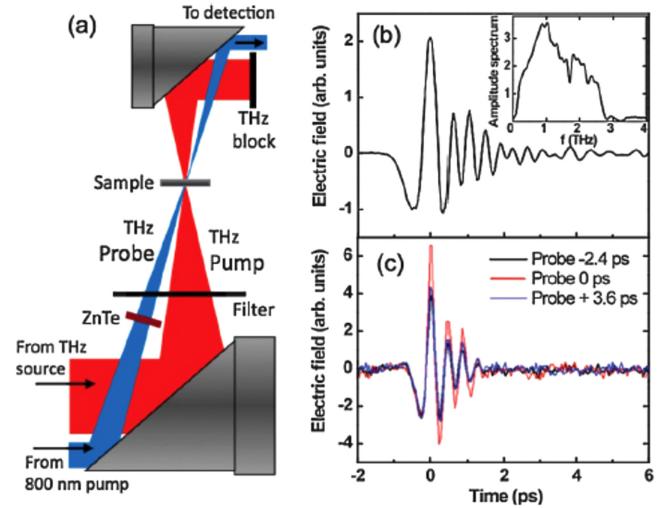 (a)
To detection
THz
block
Sample
THz
Probe
THz
Pump
ZnTe
Filter
From THz
source
From
800 nm pump
(b)
Electric field (arb. units)
2
1
0
-1
Amplitude spectrum
3
2
1
0
0 1 2 3 4
f (THz)
(c)
Electric field (arb. units)
6
4
2
0
-2
-4
Probe -2.4 ps
Probe 0 ps
Probe + 3.6 ps
-2 0 2 4 6
Time (ps)